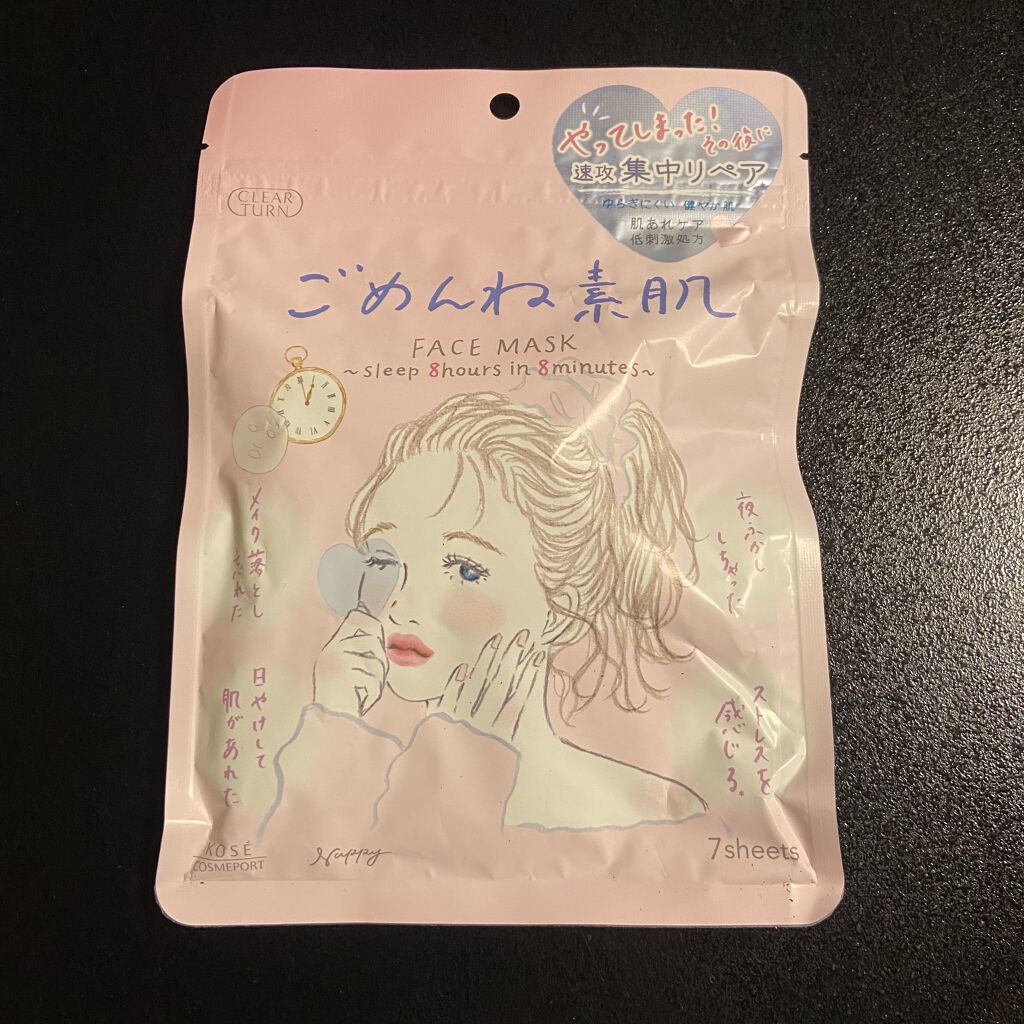 やってしまった!
その後に
速攻 集中リペア
ゆらぎにくい 健やか肌
肌あれケア
低刺激処方
CLEAR
TURN
ごめんね素肌
FACE MASK
~sleep 8hours in 8minutes~
メイク落とし
忘れた
夜ふかし
しちゃった
日やけして
肌があれた
ストレスを
感じる。
KOSÉ
COSMEPORT
Nappy
7sheets